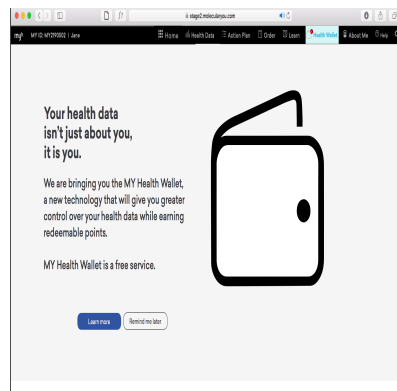 stage2.molecularyou.com
my MY ID: MY2190002 | Jane Home Health Data Action Plan Order Learn Health Wallet About Me Help
Your health data
isn't just about you,
it is you.
We are bringing you the MY Health Wallet,
a new technology that will give you greater
control over your health data while earning
redeemable points.
MY Health Wallet is a free service.
Learn more Remind me later